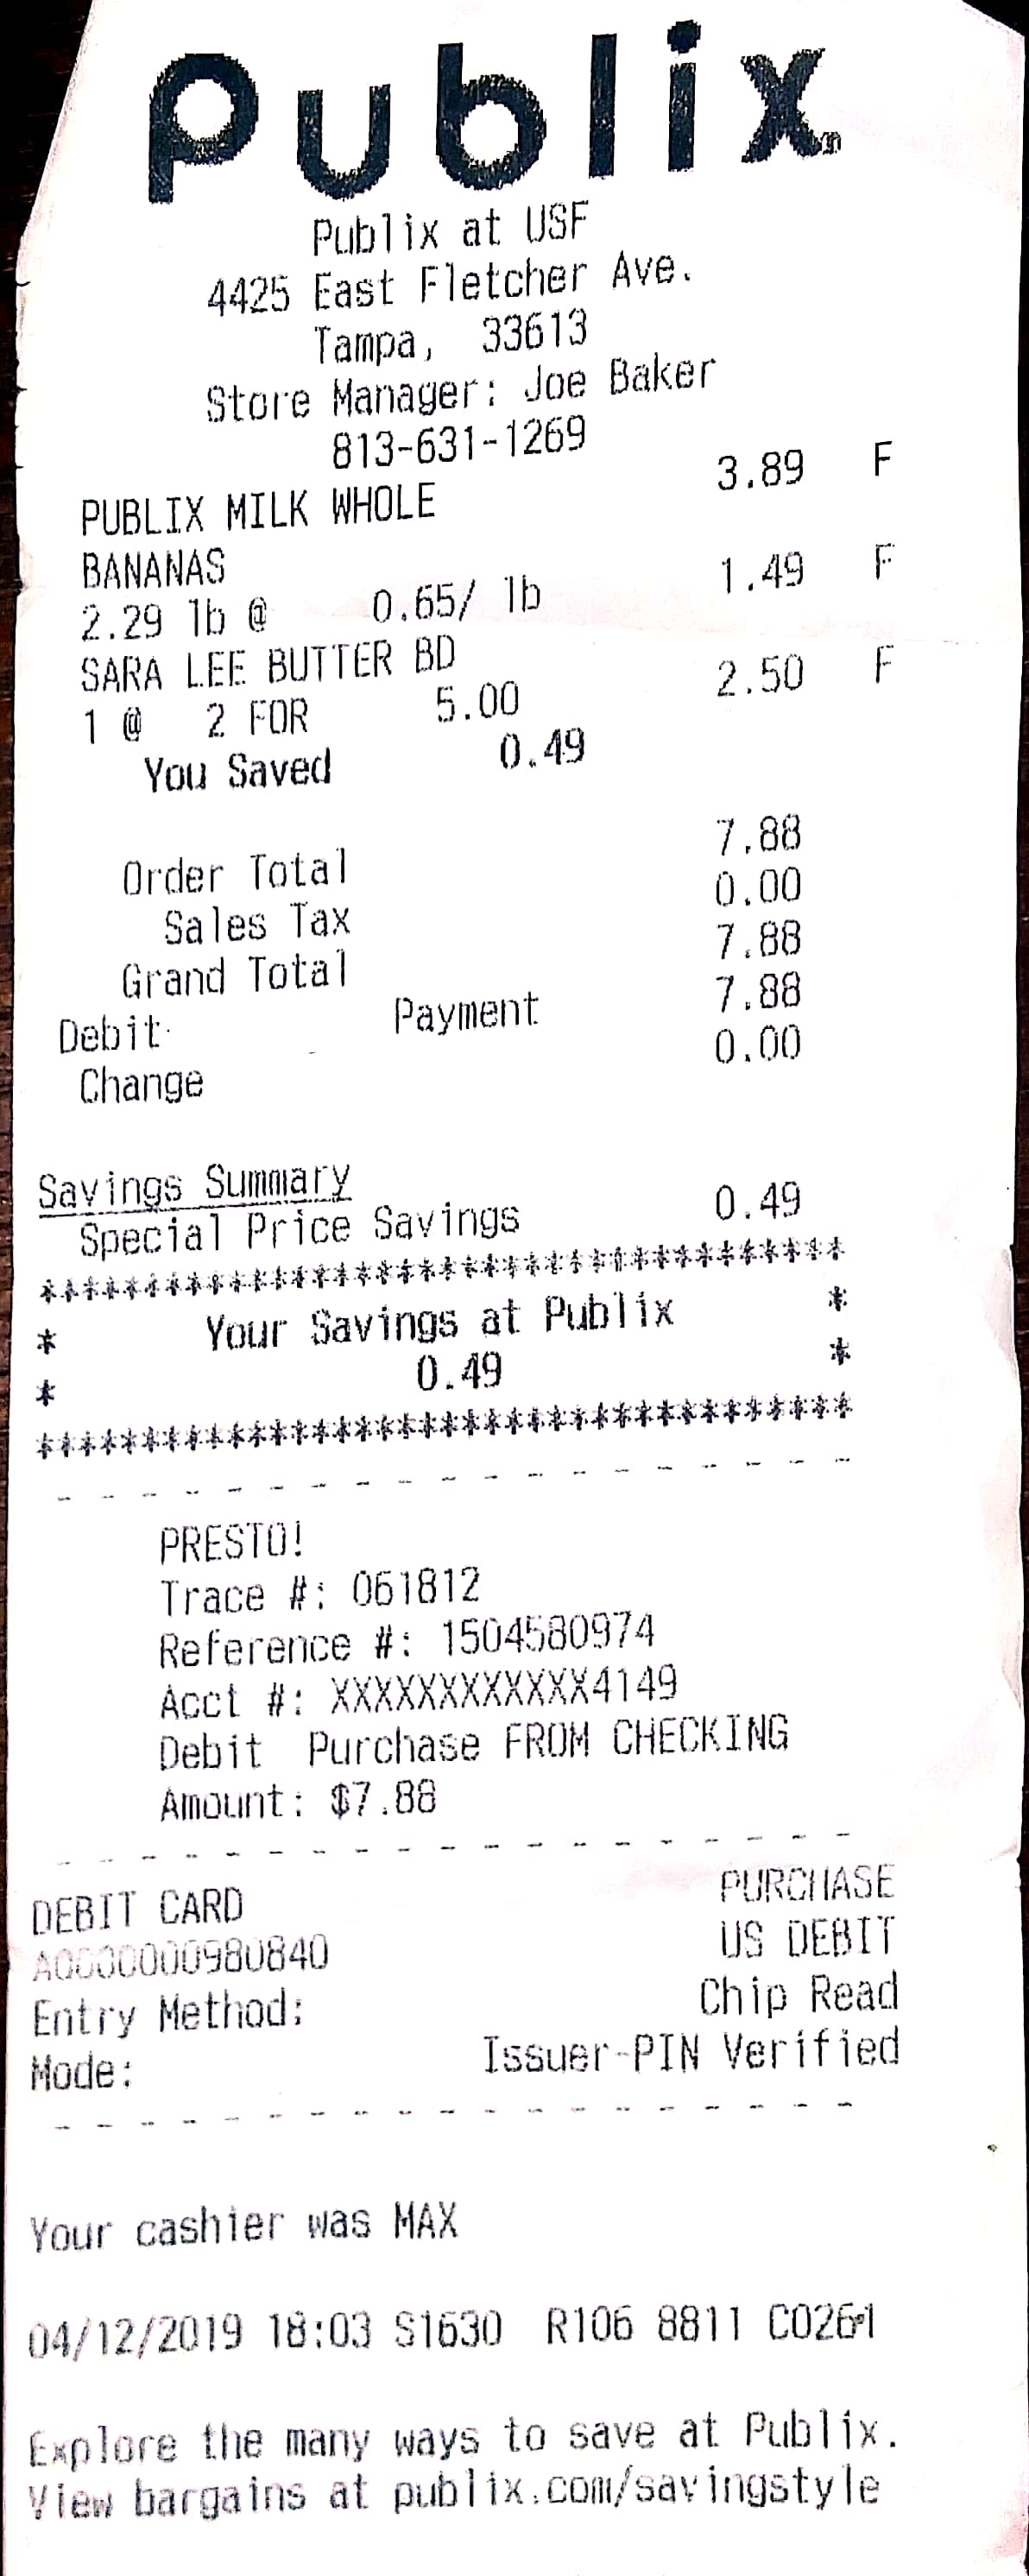 Publix
Publix at USF
4425 East Fletcher Ave.
Tampa, 33613
Store Manager: Joe Baker
813-631-1269
PUBLIX MILK WHOLE 3.89 F
BANANAS
2.29 lb @ 0.65/ lb 1.49 F
SARA LEE BUTTER BD
1 @ 2 FOR 5.00 2.50 F
You Saved 0.49
Order Total 7.88
Sales Tax 0.00
Grand Total 7.88
Debit Payment 7.88
Change 0.00
Savings Summary
Special Price Savings 0.49
**************************************
* Your Savings at Publix *
* 0.49 *
**************************************
- - - - - - - - - - - - - - - - - - -
PRESTO!
Trace #: 061812
Reference #: 1504580974
Acct #: XXXXXXXXXXXX4149
Debit Purchase FROM CHECKING
Amount: $7.88
- - - - - - - - - - - - - - - - - - -
DEBIT CARD PURCHASE
A0000000980840 US DEBIT
Entry Method: Chip Read
Mode: Issuer-PIN Verified
- - - - - - - - - - - - - - - - - - -
Your cashier was MAX
04/12/2019 18:03 S1630 R106 8811 C0261
Explore the many ways to save at Publix.
View bargains at publix.com/savingstyle